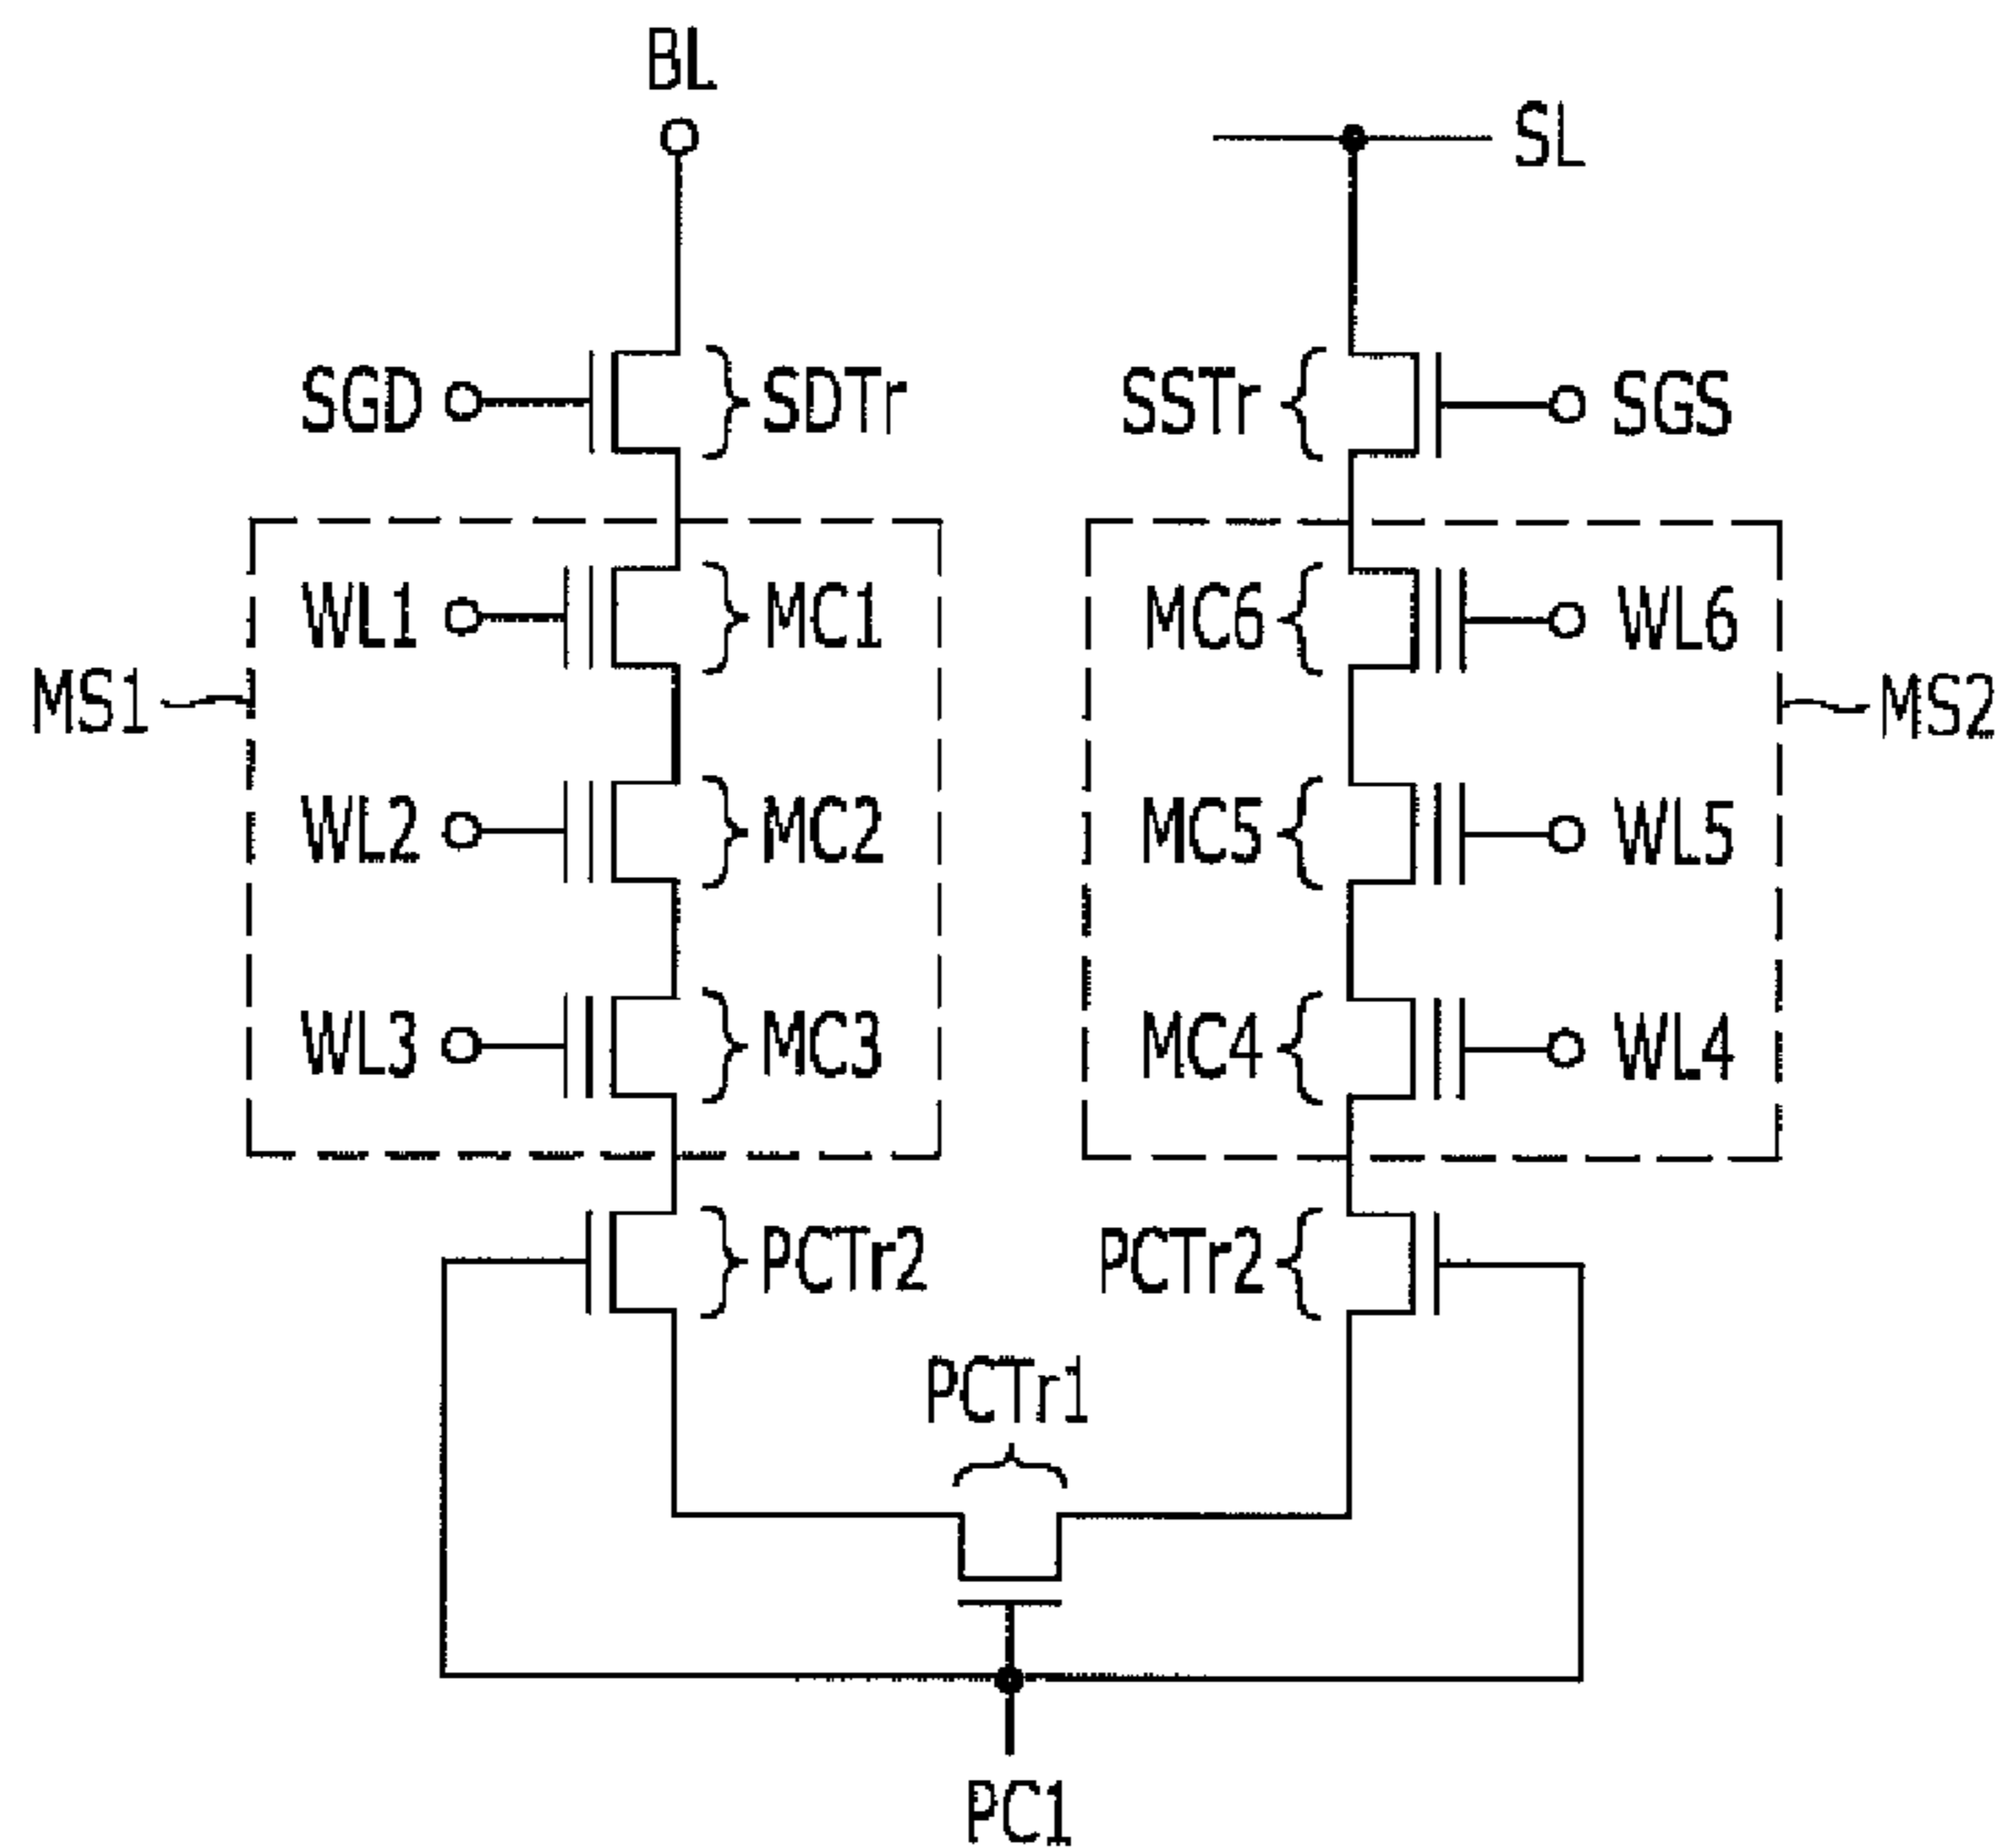 BL
SL
SGD SDTr SSTr SGS
WL1 MC1 MC6 WL6
MS1 MS2
WL2 MC2 MC5 WL5
WL3 MC3 MC4 WL4
PCTr2 PCTr2
PCTr1
PC1